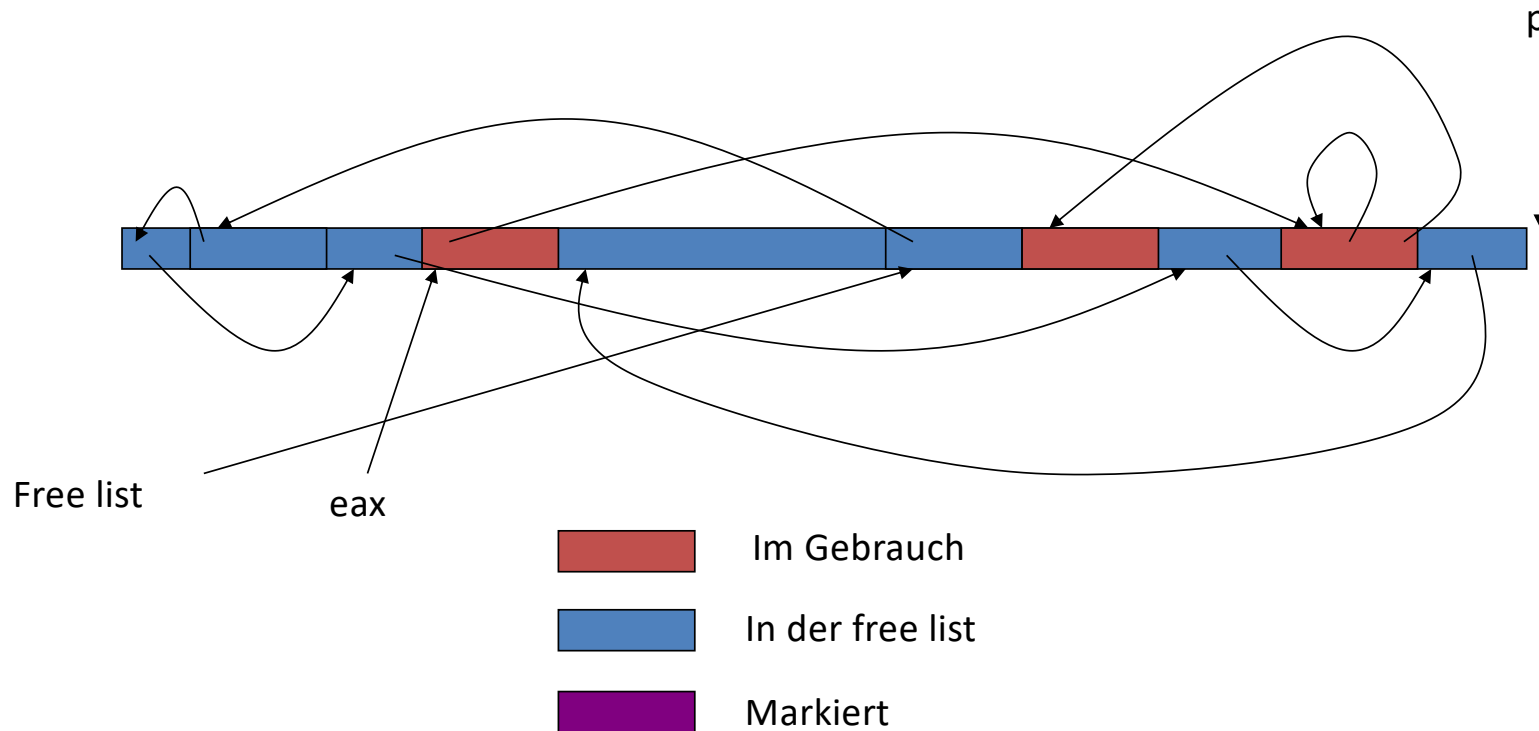 p
Free list
eax
Im Gebrauch
In der free list
Markiert